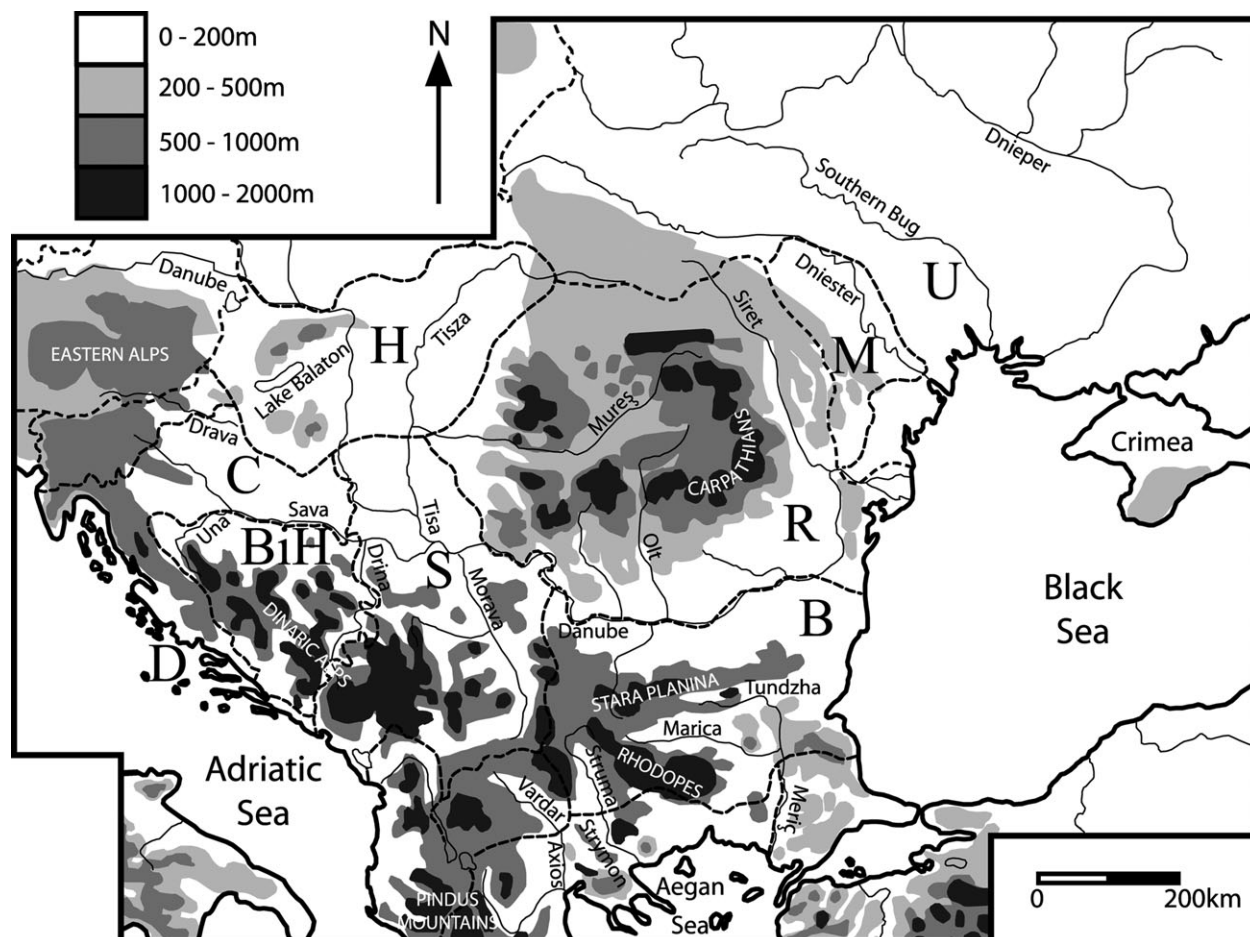 0 - 200m
200 - 500m
500 - 1000m
1000 - 2000m
N
Dnieper
Southern Bug
Danube
Dniester
U
Siret
Tisza
H
EASTERN ALPS
M
Lake Balaton
Mureş
Drava
CARPATHIANS
Crimea
C
Sava
Tisa
Una
BiH
R
Olt
Drina
S
Morava
Black
Sea
B
Danube
DINARIC ALPS
D
STARA PLANINA
Tundzha
Marica
Adriatic
Sea
RHODOPES
Struma
Vardar
Meriç
Strymon
Axios
Aegan
Sea
PINDUS
MOUNTAINS
0
200km